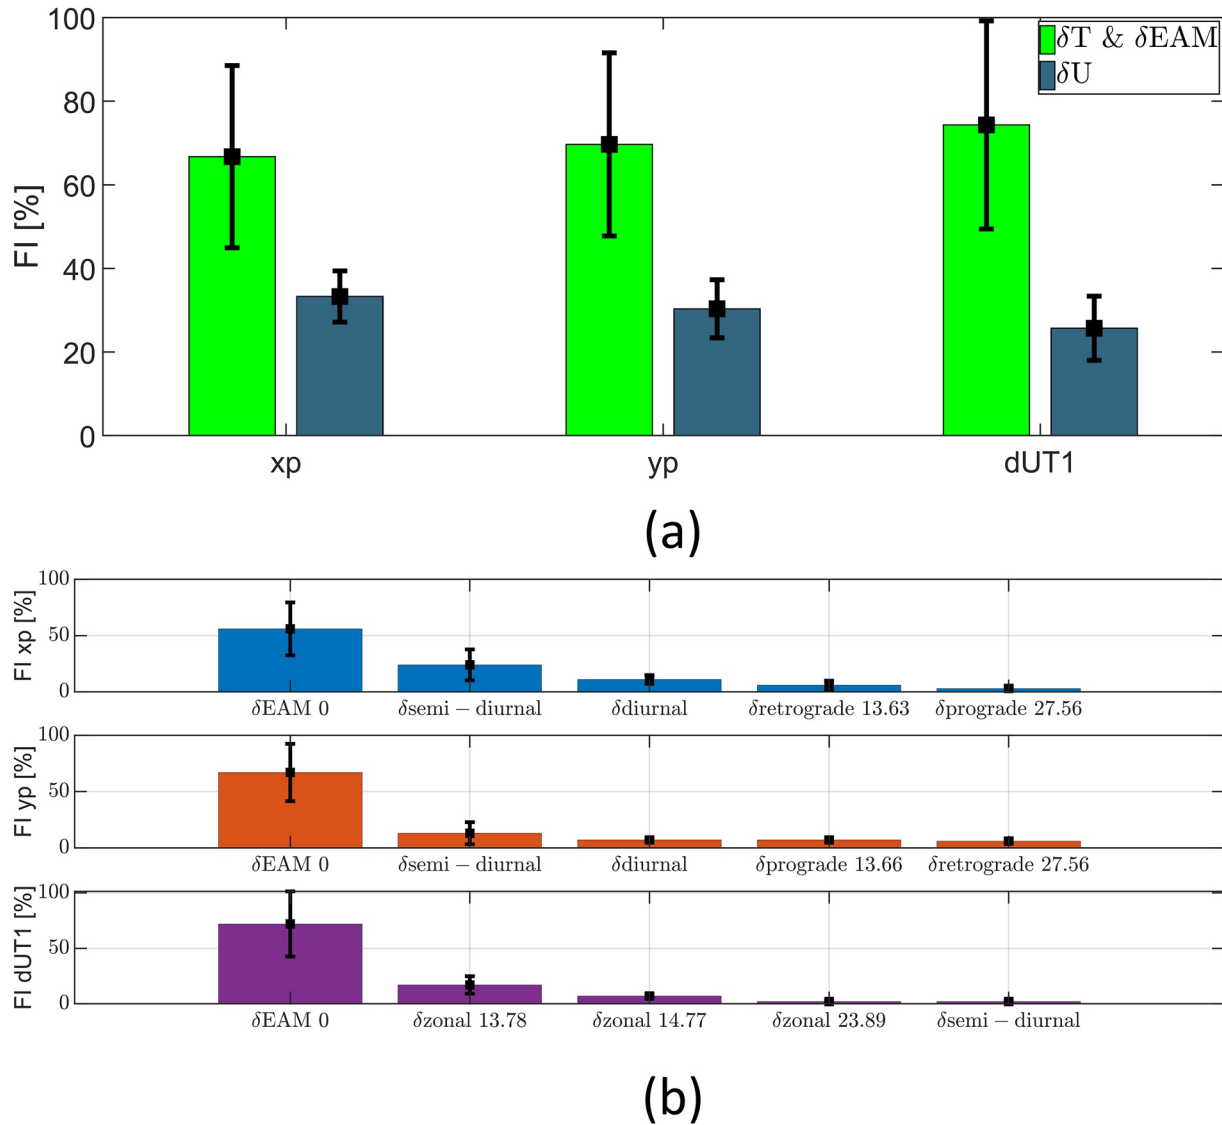 100
80
60
40
20
0
FI [%]
δT & δEAM
δU
xp yp dUT1
(a)
100
50
0
FI xp [%]
δEAM 0 δsemi − diurnal δdiurnal δretrograde 13.63 δprograde 27.56
100
50
0
FI yp [%]
δEAM 0 δsemi − diurnal δdiurnal δprograde 13.66 δretrograde 27.56
100
50
0
FI dUT1 [%]
δEAM 0 δzonal 13.78 δzonal 14.77 δzonal 23.89 δsemi − diurnal
(b)